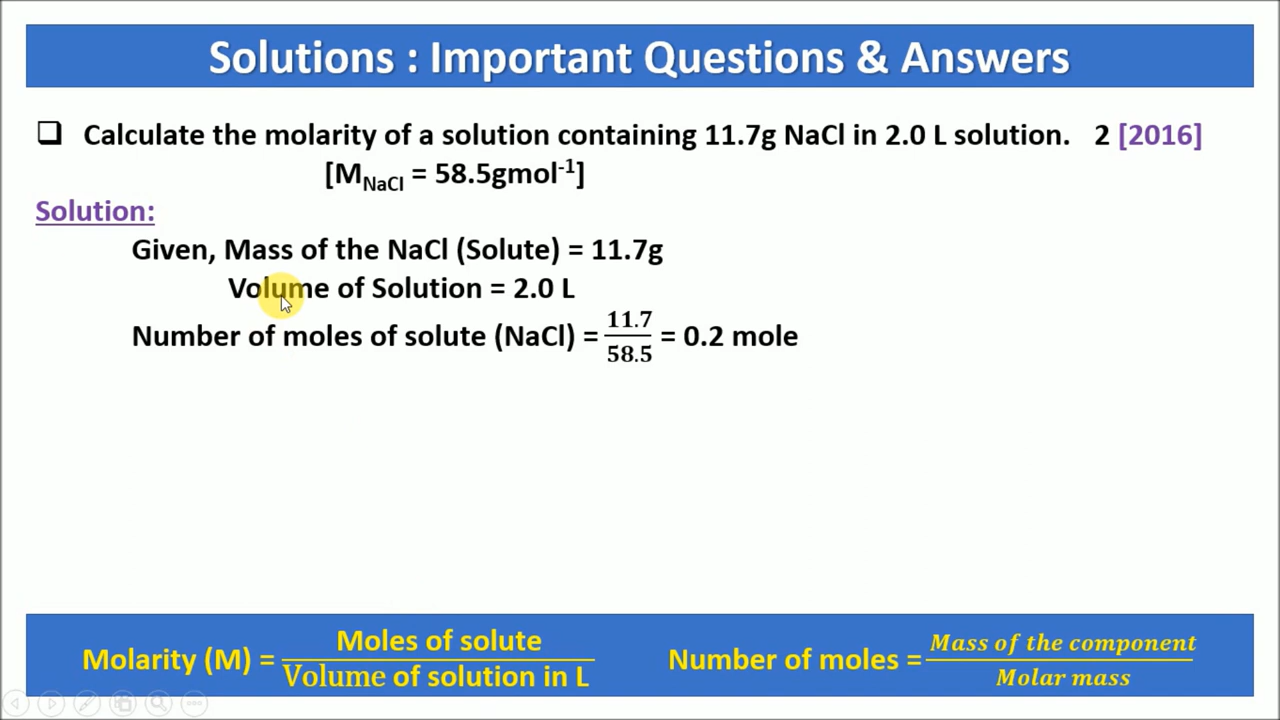 Solutions : Important Questions & Answers
❑ Calculate the molarity of a solution containing 11.7g NaCl in 2.0 L solution. 2 [2016]
[M_NaCl = 58.5gmol⁻¹]
Solution:
Given, Mass of the NaCl (Solute) = 11.7g
Volume of Solution = 2.0 L
Number of moles of solute (NaCl) = 11.7/58.5 = 0.2 mole
Molarity (M) = Moles of solute/Volume of solution in L
Number of moles = Mass of the component/Molar mass